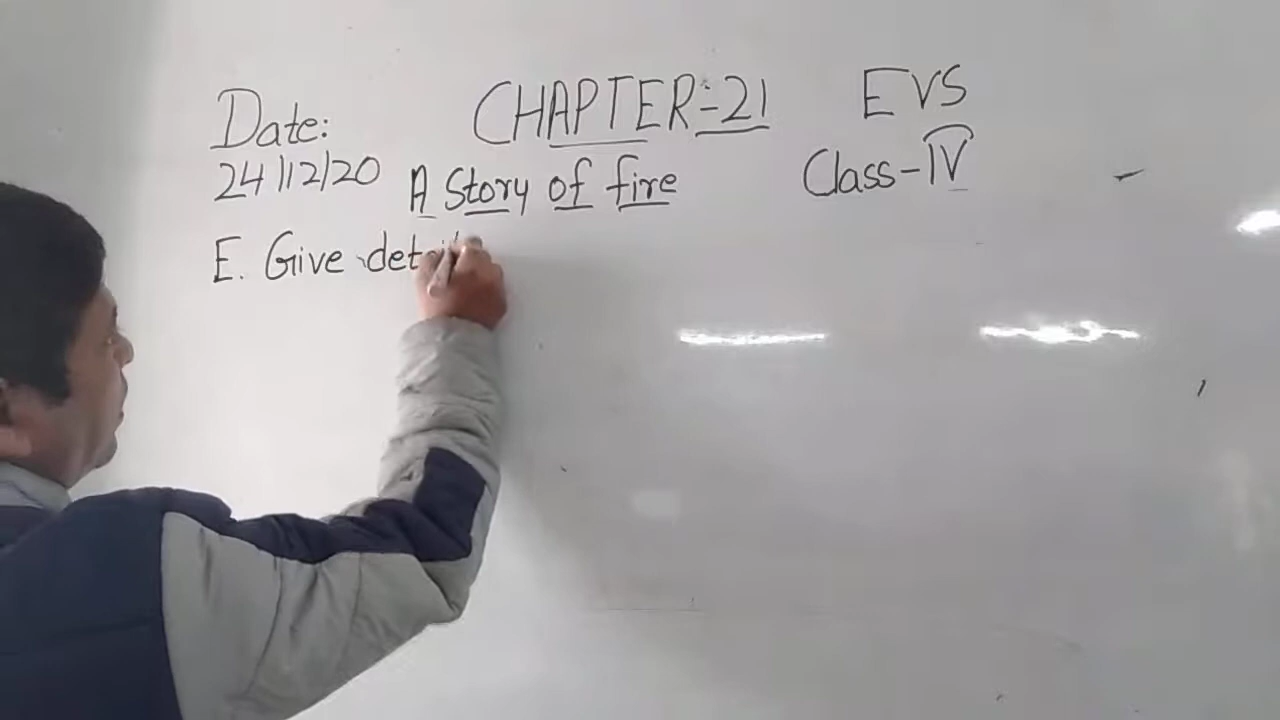 Date: CHAPTER:-21 EVS
24/12/20 A Story of fire Class-IV
E. Give